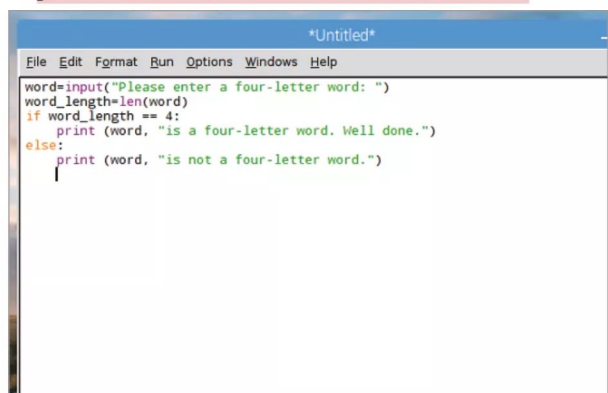 *Untitled*
File Edit Format Run Options Windows Help
word=input("Please enter a four-letter word: ")
word_length=len(word)
if word_length == 4:
    print (word, "is a four-letter word. Well done.")
else:
    print (word, "is not a four-letter word.")